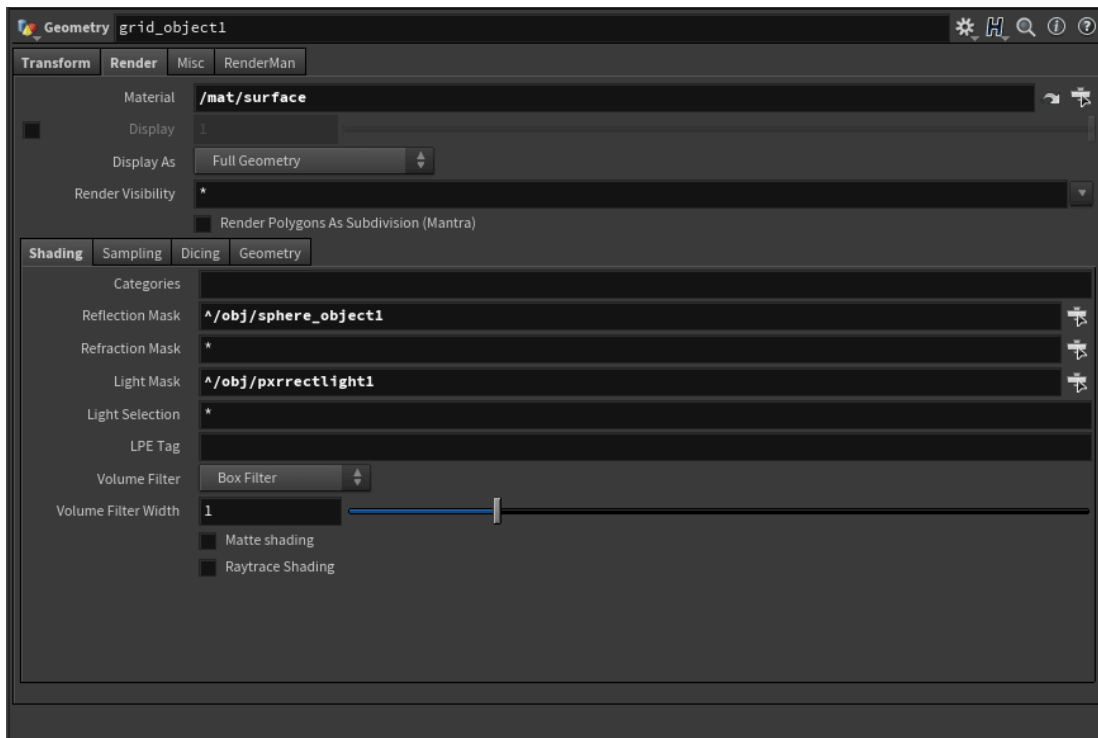 Geometry grid_object1
Transform Render Misc RenderMan
Material /mat/surface
Display 1
Display As Full Geometry
Render Visibility *
Render Polygons As Subdivision (Mantra)
Shading Sampling Dicing Geometry
Categories
Reflection Mask ^/obj/sphere_object1
Refraction Mask *
Light Mask ^/obj/pxrrectlight1
Light Selection *
LPE Tag
Volume Filter Box Filter
Volume Filter Width 1
Matte shading
Raytrace Shading